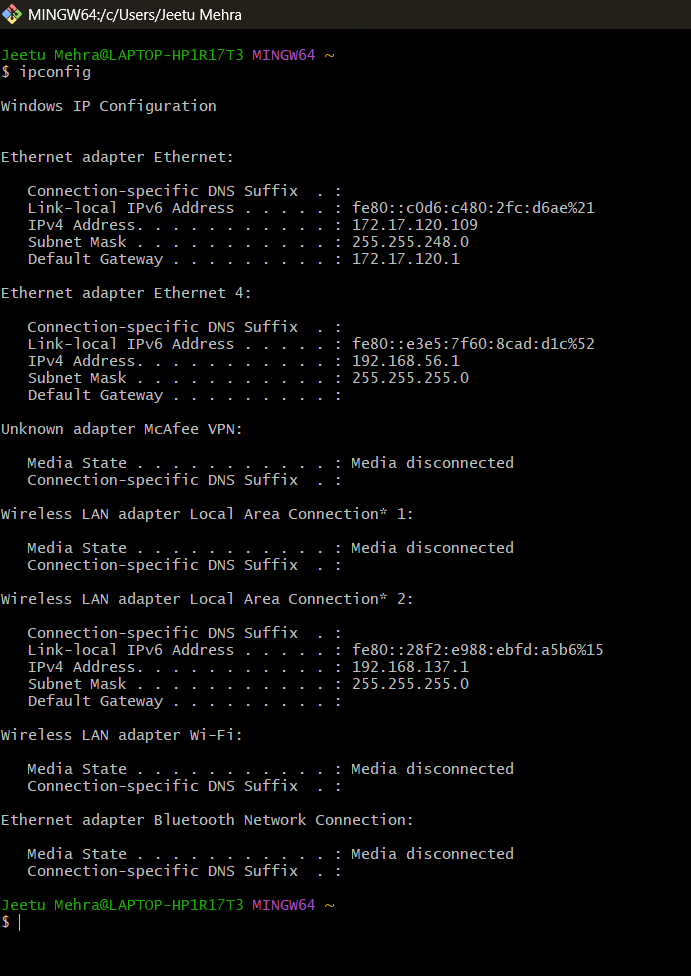 MINGW64:/c/Users/Jeetu Mehra
Jeetu Mehra@LAPTOP-HP1R17T3 MINGW64 ~
$ ipconfig
Windows IP Configuration
Ethernet adapter Ethernet:
Connection-specific DNS Suffix  . :
Link-local IPv6 Address . . . . . : fe80::c0d6:c480:2fc:d6ae%21
IPv4 Address. . . . . . . . . . . : 172.17.120.109
Subnet Mask . . . . . . . . . . . : 255.255.248.0
Default Gateway . . . . . . . . . : 172.17.120.1
Ethernet adapter Ethernet 4:
Connection-specific DNS Suffix  . :
Link-local IPv6 Address . . . . . : fe80::e3e5:7f60:8cad:d1c%52
IPv4 Address. . . . . . . . . . . : 192.168.56.1
Subnet Mask . . . . . . . . . . . : 255.255.255.0
Default Gateway . . . . . . . . . :
Unknown adapter McAfee VPN:
Media State . . . . . . . . . . . : Media disconnected
Connection-specific DNS Suffix  . :
Wireless LAN adapter Local Area Connection* 1:
Media State . . . . . . . . . . . : Media disconnected
Connection-specific DNS Suffix  . :
Wireless LAN adapter Local Area Connection* 2:
Connection-specific DNS Suffix  . :
Link-local IPv6 Address . . . . . : fe80::28f2:e988:ebfd:a5b6%15
IPv4 Address. . . . . . . . . . . : 192.168.137.1
Subnet Mask . . . . . . . . . . . : 255.255.255.0
Default Gateway . . . . . . . . . :
Wireless LAN adapter Wi-Fi:
Media State . . . . . . . . . . . : Media disconnected
Connection-specific DNS Suffix  . :
Ethernet adapter Bluetooth Network Connection:
Media State . . . . . . . . . . . : Media disconnected
Connection-specific DNS Suffix  . :
Jeetu Mehra@LAPTOP-HP1R17T3 MINGW64 ~
$